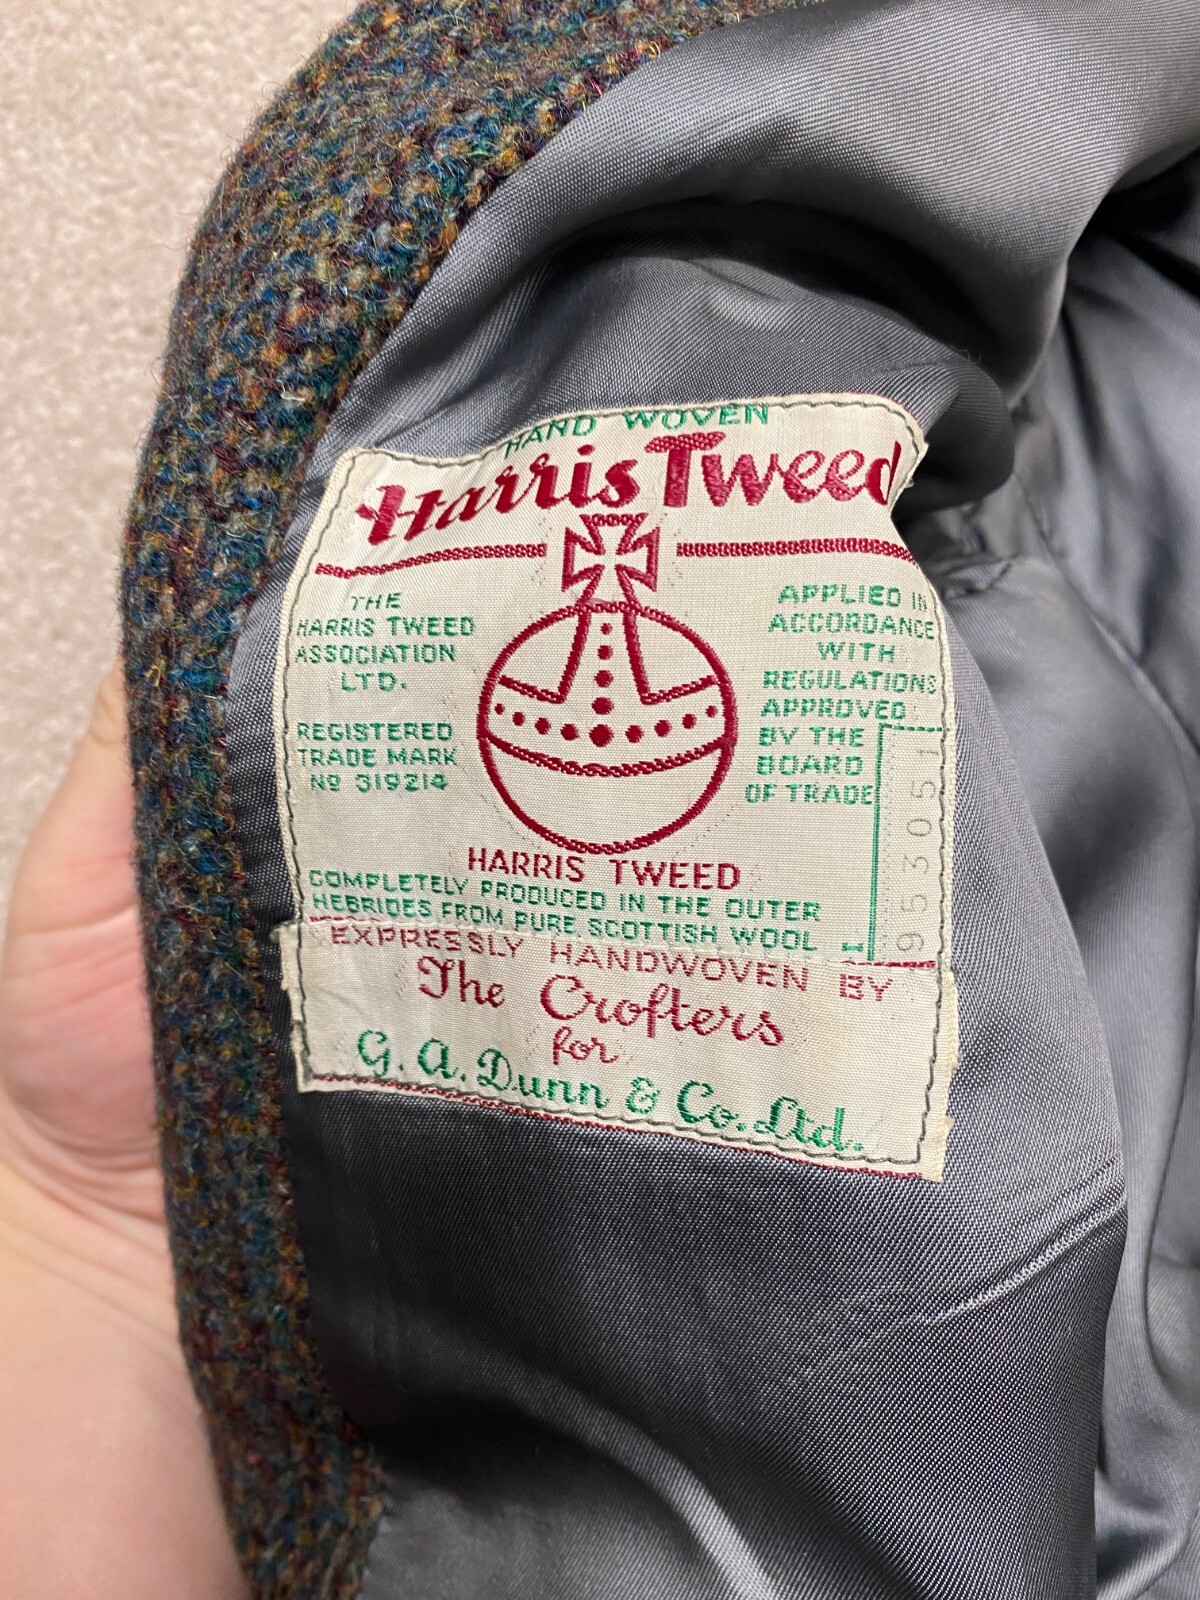 HAND WOVEN
Harris Tweed
THE
HARRIS TWEED
ASSOCIATION
LTD.
REGISTERED
TRADE MARK
Nº 319214
APPLIED IN
ACCORDANCE
WITH
REGULATIONS
APPROVED
BY THE
BOARD
OF TRADE
953051
HARRIS TWEED
COMPLETELY PRODUCED IN THE OUTER
HEBRIDES FROM PURE SCOTTISH WOOL 1
EXPRESSLY HANDWOVEN BY
The Crofters
for
G. A. Dunn & Co. Ltd.